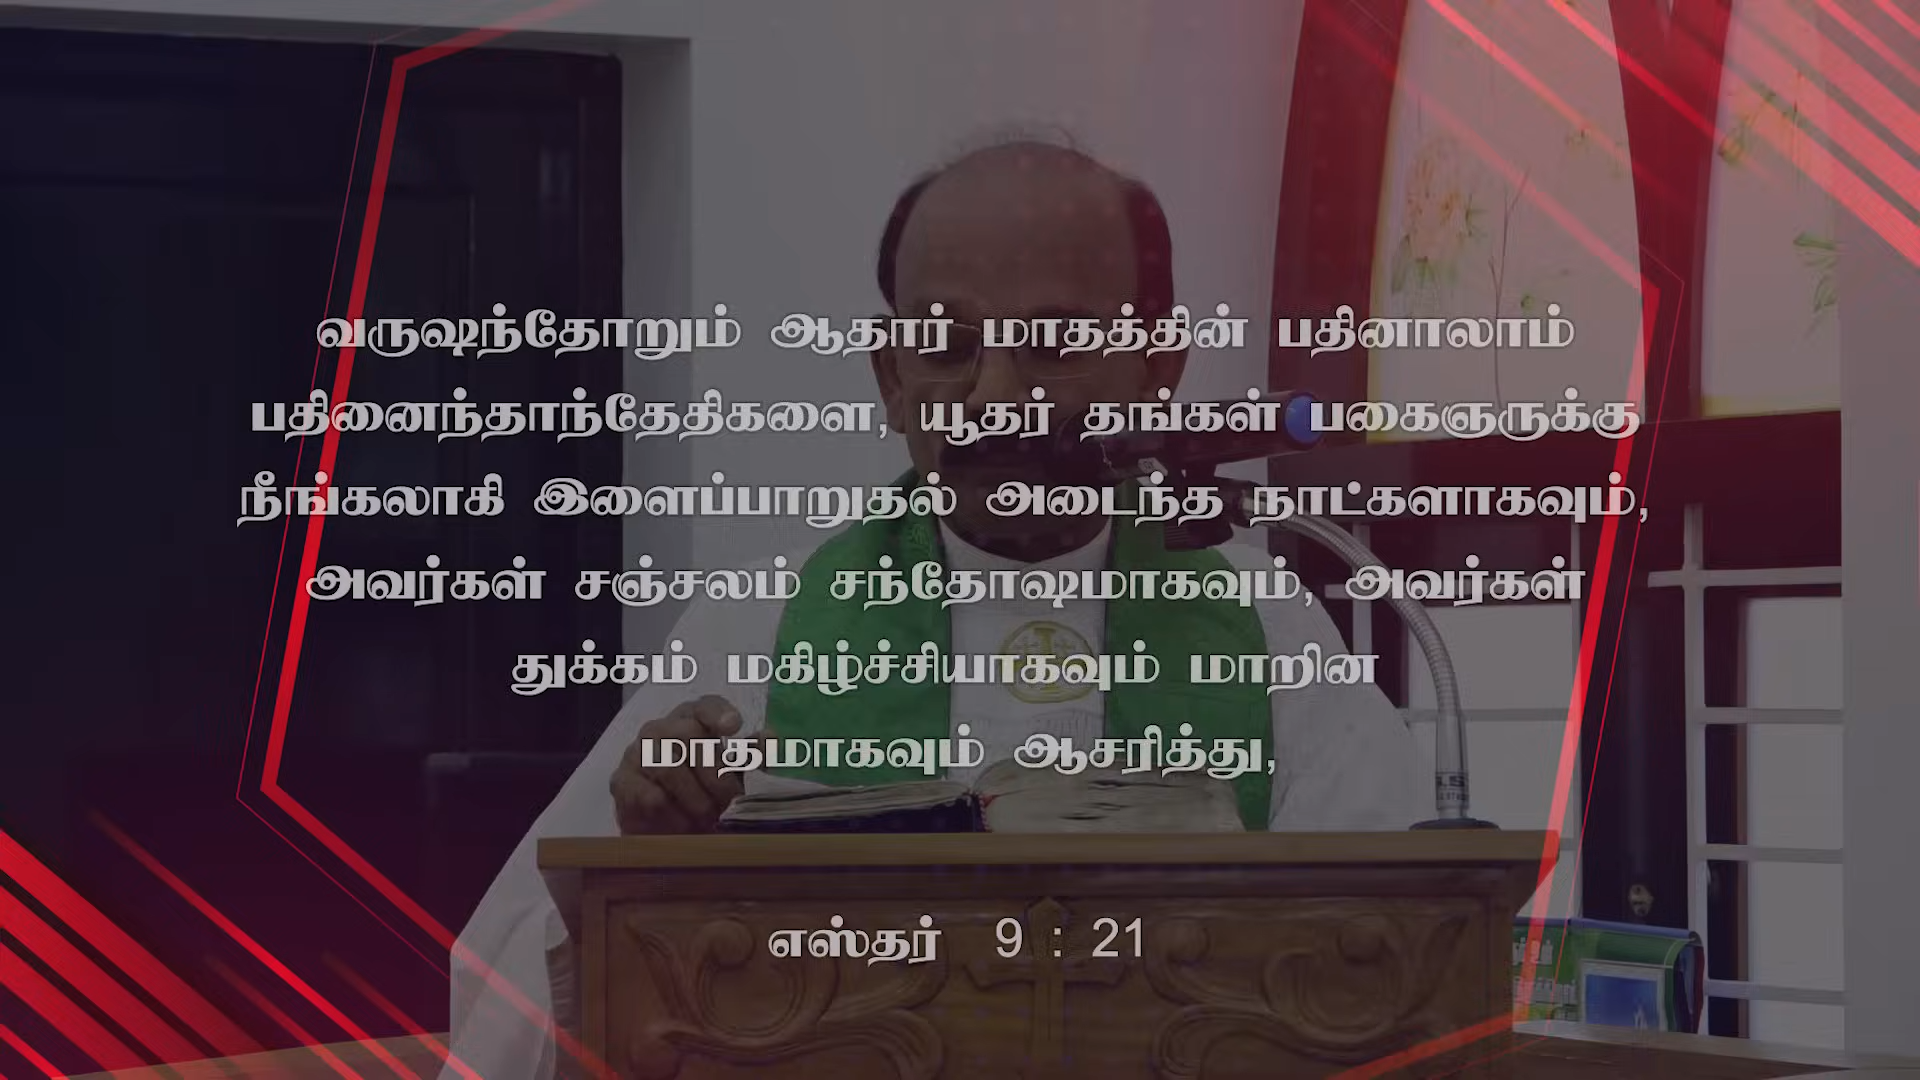 வருஷந்தோறும் ஆதார் மாதத்தின் பதினாலாம்
பதினைந்தாந்தேதிகளை, யூதர் தங்கள் பகைஞருக்கு
நீங்கலாகி இளைப்பாறுதல் அடைந்த நாட்களாகவும்,
அவர்கள் சஞ்சலம் சந்தோஷமாகவும், அவர்கள்
துக்கம் மகிழ்ச்சியாகவும் மாறின
மாதமாகவும் ஆசரித்து,
எஸ்தர் 9 : 21